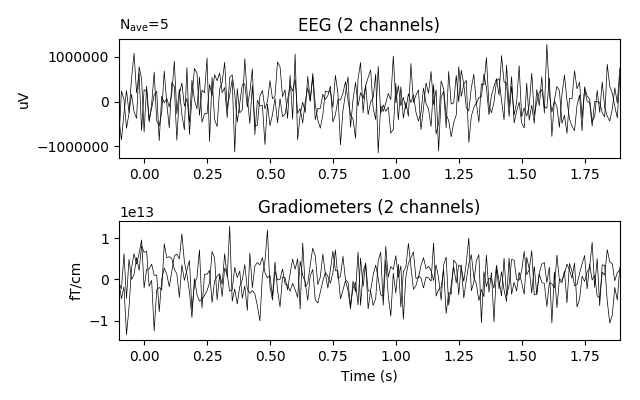 N_ave=5
EEG (2 channels)
1000000
0
−1000000
uV
0.00 0.25 0.50 0.75 1.00 1.25 1.50 1.75
1e13
Gradiometers (2 channels)
1
0
−1
fT/cm
0.00 0.25 0.50 0.75 1.00 1.25 1.50 1.75
Time (s)